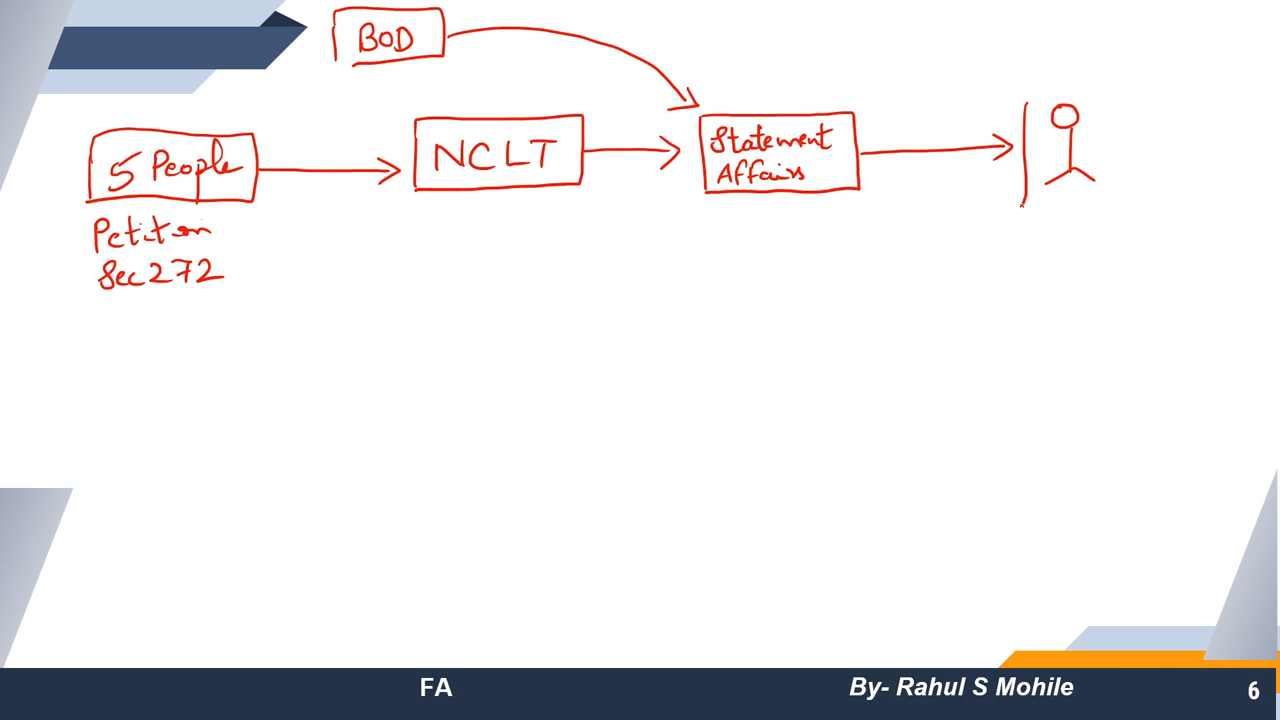 BOD
5 People
NCLT
Statement
Affairs
Petition
Sec 272
FA
By- Rahul S Mohile
6